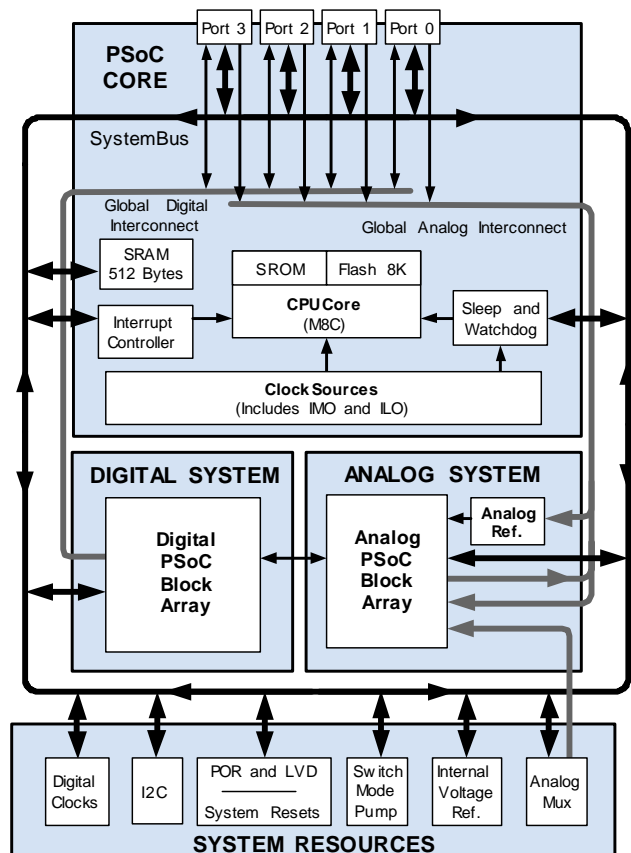 Port 3 Port 2 Port 1 Port 0
PSoC
CORE
SystemBus
Global Digital
Interconnect
Global Analog Interconnect
SRAM
512 Bytes
SROM Flash 8K
CPUCore
(M8C)
Interrupt
Controller
Sleep and
Watchdog
ClockSources
(Includes IMO and ILO)
DIGITAL SYSTEM
ANALOG SYSTEM
Digital
PSoC
Block
Array
Analog
PSoC
Block
Array
Analog
Ref.
Digital
Clocks
I2C
POR and LVD
System Resets
Switch
Mode
Pump
Internal
Voltage
Ref.
Analog
Mux
SYSTEM RESOURCES